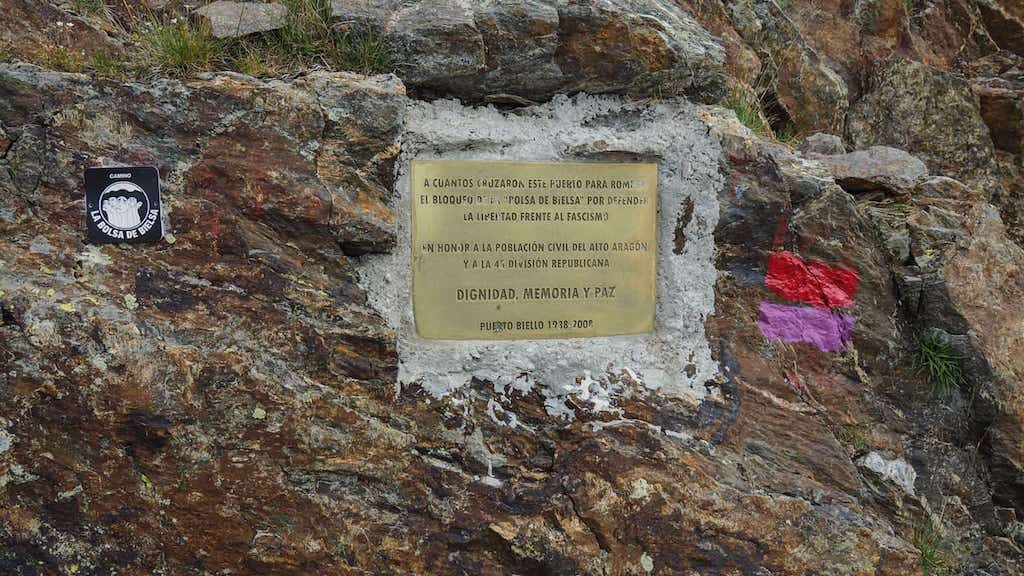 CAMINO
LA BOLSA DE BIELSA
A CUANTOS CRUZARON ESTE PUERTO PARA ROMPER
EL BLOQUEO DE LA "BOLSA DE BIELSA" POR DEFENDER
LA LIBERTAD FRENTE AL FASCISMO
EN HONOR A LA POBLACIÓN CIVIL DEL ALTO ARAGÓN
Y A LA 43 DIVISIÓN REPUBLICANA
DIGNIDAD, MEMORIA Y PAZ
PUERTO BIELLO 1938-2008